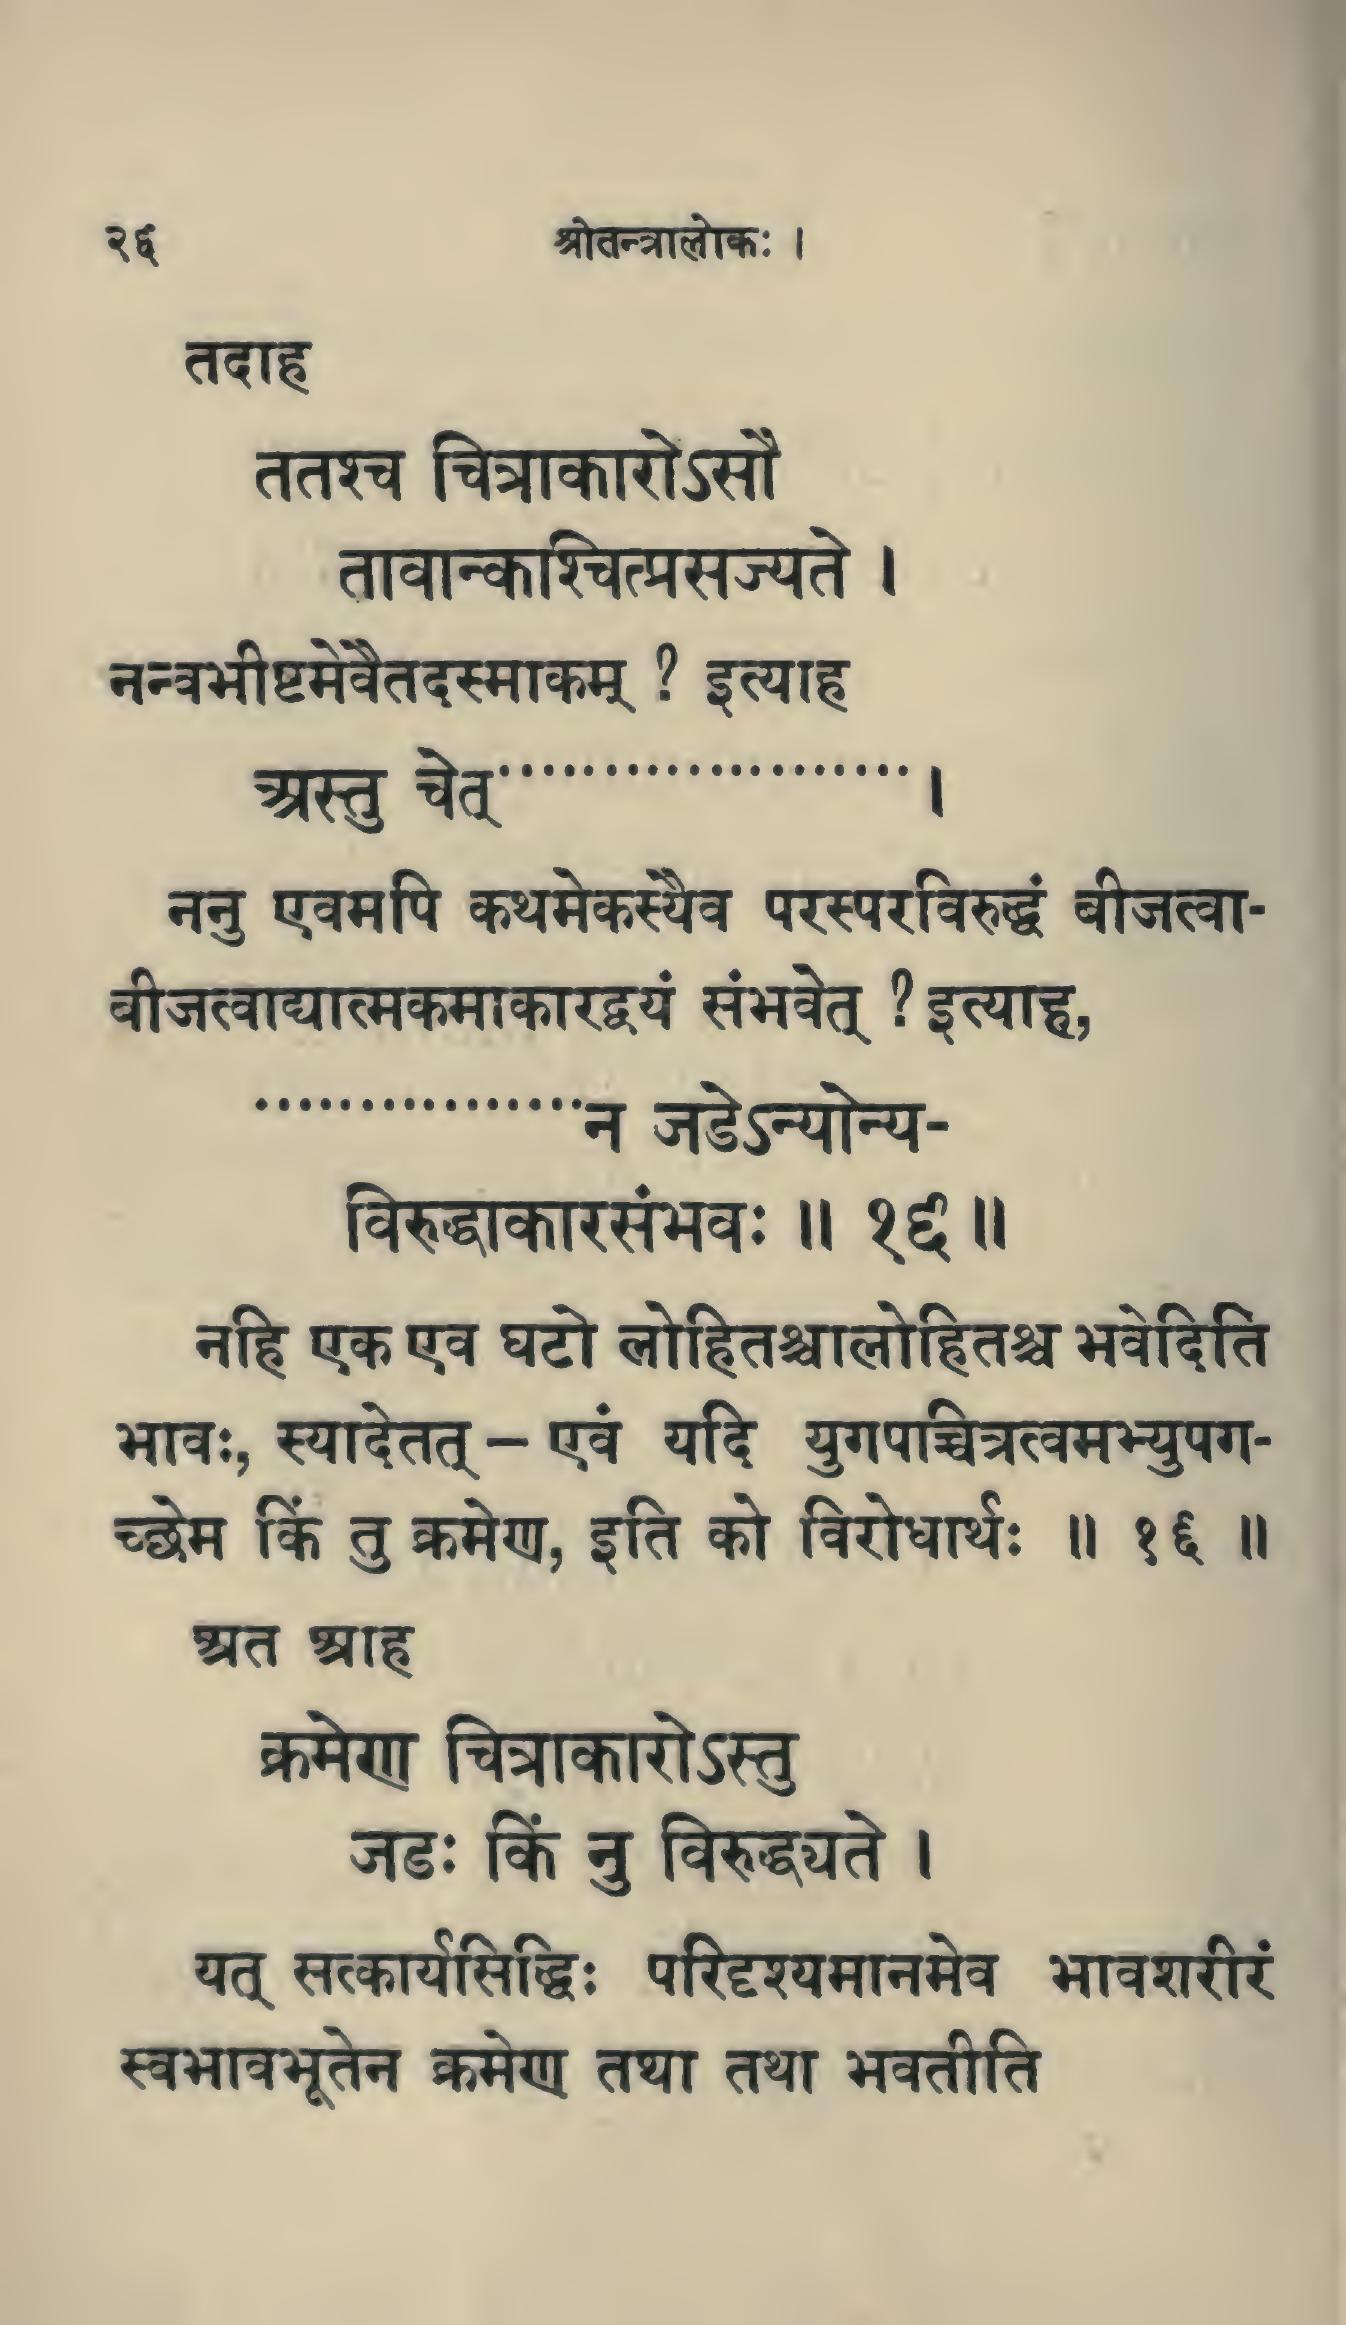 २६ श्रीतन्त्रालोकः ।
तदाह
ततश्च चित्राकारोऽसौ
तावान्कश्चित्प्रसज्यते ।
नन्वभीष्टमेवैतदस्माकम् ? इत्याह
अस्तु चेत्····················· ।
ननु एवमपि कथमेकस्यैव परस्परविरुद्धं बीजत्वा-
बीजत्वाद्यात्मकमाकारद्वयं संभवेत् ? इत्याह,
················न जडेऽन्योन्य-
विरुद्धाकारसंभवः ॥ १६ ॥
नहि एक एव घटो लोहितश्चालोहितश्च भवेदिति
भावः, स्यादेतत् – एवं यदि युगपच्चित्रत्वमभ्युपग-
च्छेम किं तु क्रमेण, इति को विरोधार्थः ॥ १६ ॥
अत आह
क्रमेण चित्राकारोऽस्तु
जडः किं नु विरुद्ध्यते ।
यत् सत्कार्यसिद्धिः परिदृश्यमानमेव भावशरीरं
स्वभावभूतेन क्रमेण तथा तथा भवतीति